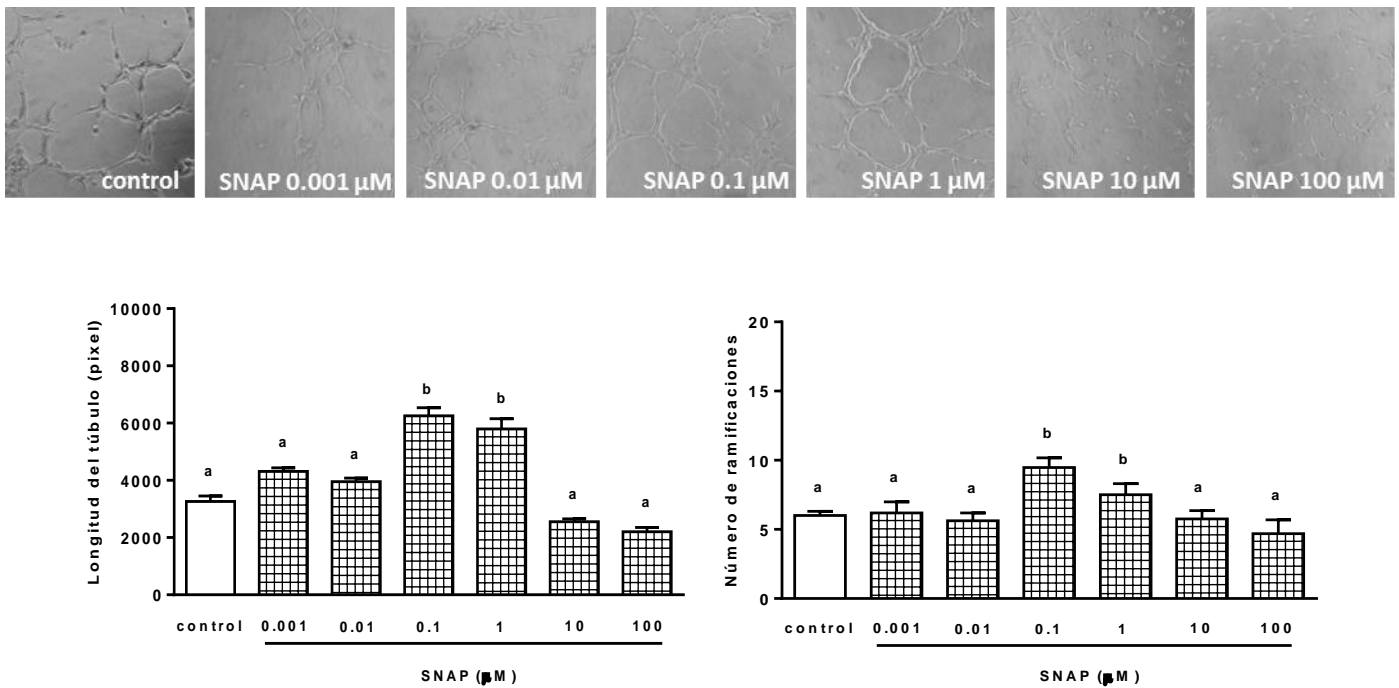 control SNAP 0.001 µM SNAP 0.01 µM SNAP 0.1 µM SNAP 1 µM SNAP 10 µM SNAP 100 µM
Longitud del túbulo (pixel)
10000
8000
6000
4000
2000
0
a a a b b a a
control 0.001 0.01 0.1 1 10 100
SNAP (µM)
Número de ramificaciones
20
15
10
5
0
a a a b b a a
control 0.001 0.01 0.1 1 10 100
SNAP (µM)